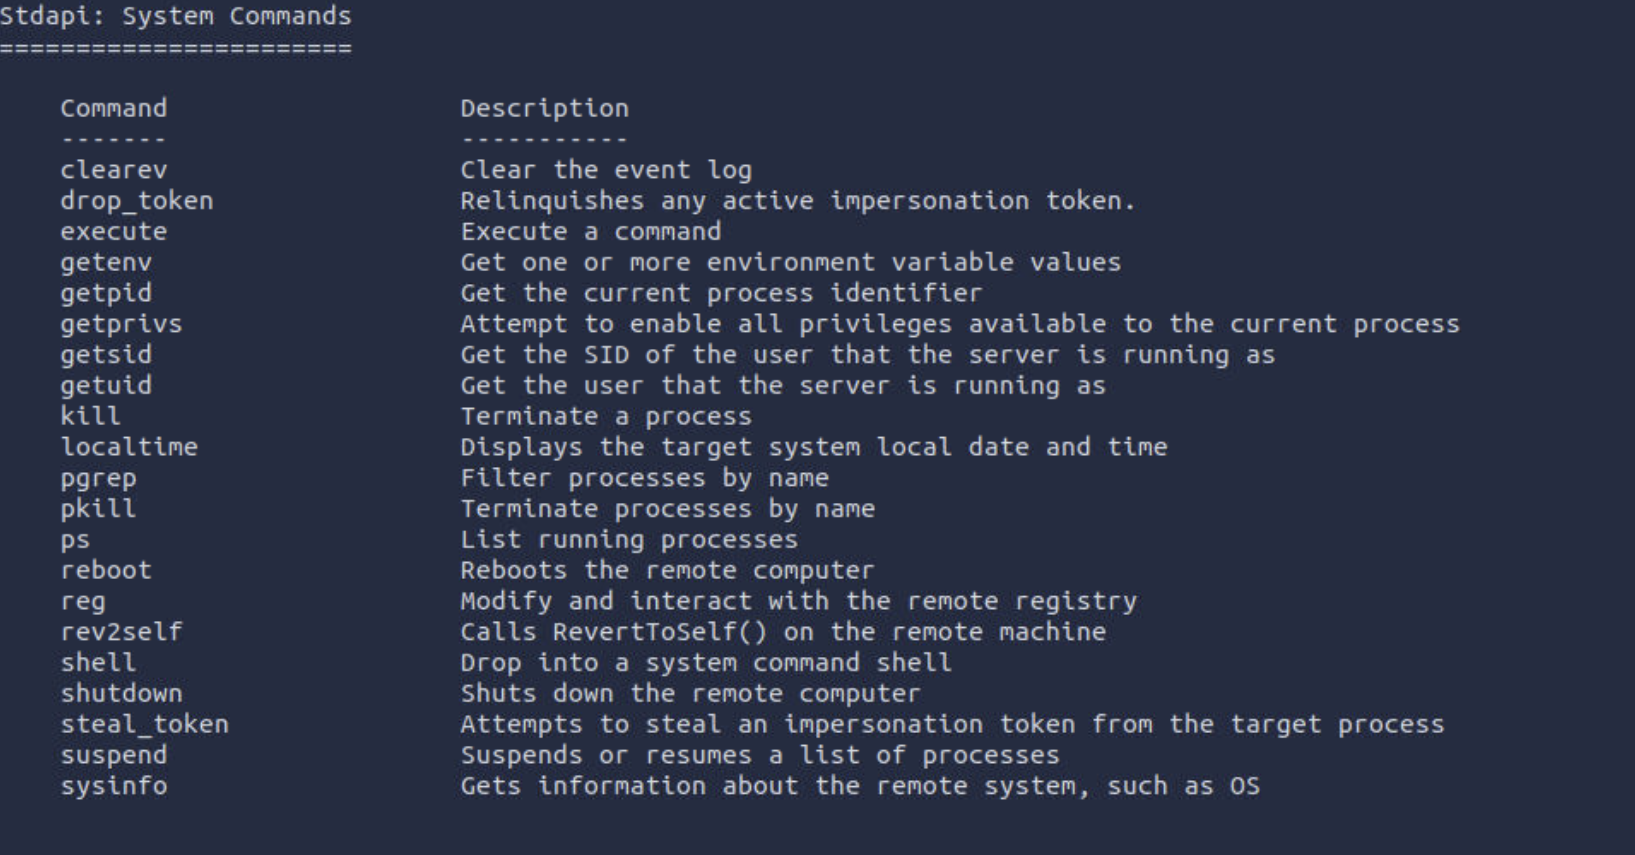 Stdapi: System Commands
=======================
Command Description
------- -----------
clearev Clear the event log
drop_token Relinquishes any active impersonation token.
execute Execute a command
getenv Get one or more environment variable values
getpid Get the current process identifier
getprivs Attempt to enable all privileges available to the current process
getsid Get the SID of the user that the server is running as
getuid Get the user that the server is running as
kill Terminate a process
localtime Displays the target system local date and time
pgrep Filter processes by name
pkill Terminate processes by name
ps List running processes
reboot Reboots the remote computer
reg Modify and interact with the remote registry
rev2self Calls RevertToSelf() on the remote machine
shell Drop into a system command shell
shutdown Shuts down the remote computer
steal_token Attempts to steal an impersonation token from the target process
suspend Suspends or resumes a list of processes
sysinfo Gets information about the remote system, such as OS